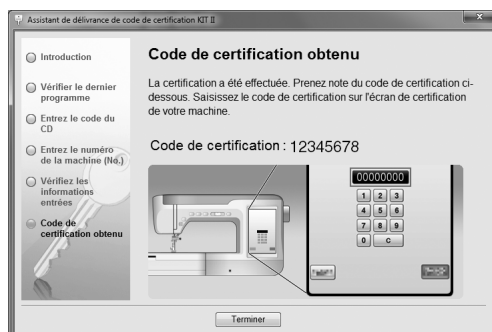 Assistant de délivrance de code de certification KIT II
Introduction
Vérifier le dernier
programme
Entrez le code du
CD
Entrez le numéro
de la machine (No.)
Vérifiez les
informations
entrées
Code de
certification obtenu
Code de certification obtenu
La certification a été effectuée. Prenez note du code de certification ci-
dessous. Saisissez le code de certification sur l'écran de certification
de votre machine.
Code de certification : 12345678
00000000
1 2 3
4 5 6
7 8 9
0 C
Terminer